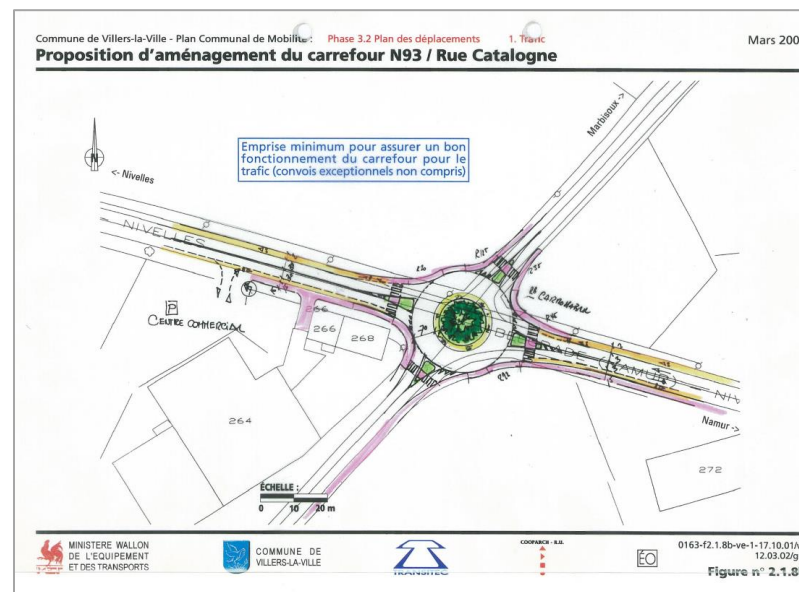 Commune de Villers-la-Ville - Plan Communal de Mobilité : Phase 3.2 Plan des déplacements 1. Trafic
Mars 200
Proposition d'aménagement du carrefour N93 / Rue Catalogne
Marbisoux ->
Emprise minimum pour assurer un bon
fonctionnement du carrefour pour le
trafic (convois exceptionnels non compris)
N
<- Nivelles
NIVELLES
P
CENTRE COMMERCIAL
266
266
268
264
272
(NAMUR)
NIV
Namur ->
ÉCHELLE :
0 10 20 m
MINISTERE WALLON
DE L'EQUIPEMENT
ET DES TRANSPORTS
COMMUNE DE
VILLERS-LA-VILLE
TRANSITEC
COOPARCH - R.U.
ÉO
0163-f2.1.8b-ve-1-17.10.01/
12.03.02/g
Figure n° 2.1.8